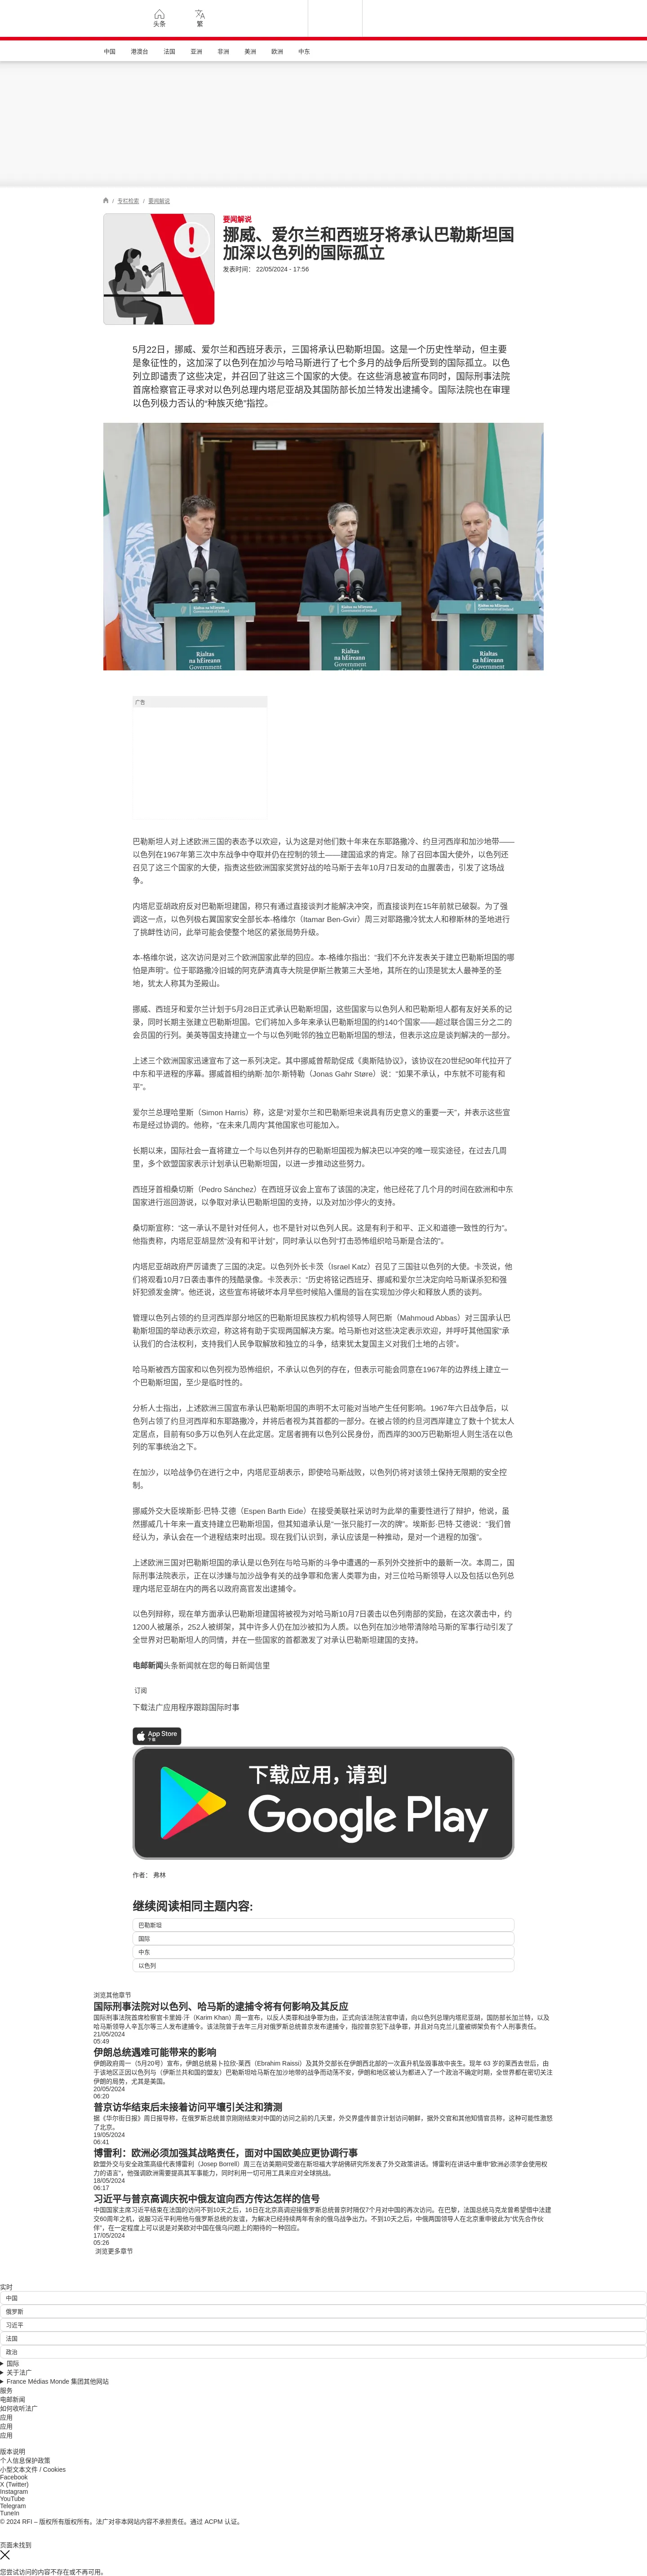 头条
繁
中国
港澳台
法国
亚洲
非洲
美洲
欧洲
中东
/ 专栏检索 / 要闻解说
要闻解说
挪威、爱尔兰和西班牙将承认巴勒斯坦国
加深以色列的国际孤立
发表时间： 22/05/2024 - 17:56
5月22日，挪威、爱尔兰和西班牙表示，三国将承认巴勒斯坦国。这是一个历史性举动，但主要
是象征性的，这加深了以色列在加沙与哈马斯进行了七个多月的战争后所受到的国际孤立。以色
列立即谴责了这些决定，并召回了驻这三个国家的大使。在这些消息被宣布同时，国际刑事法院
首席检察官正寻求对以色列总理内塔尼亚胡及其国防部长加兰特发出逮捕令。国际法院也在审理
以色列极力否认的“种族灭绝”指控。
Rialtas
na hÉireann
Government
Rialtas
na hÉireann
Government
of Ireland
Rialtas
na hÉireann
Government
广告
巴勒斯坦人对上述欧洲三国的表态予以欢迎，认为这是对他们数十年来在东耶路撒冷、约旦河西岸和加沙地带——
以色列在1967年第三次中东战争中夺取并仍在控制的领土——建国追求的肯定。除了召回本国大使外，以色列还
召见了这三个国家的大使，指责这些欧洲国家奖赏好战的哈马斯于去年10月7日发动的血腥袭击，引发了这场战
争。
内塔尼亚胡政府反对巴勒斯坦建国，称只有通过直接谈判才能解决冲突，而直接谈判在15年前就已破裂。为了强
调这一点，以色列极右翼国家安全部长本-格维尔（Itamar Ben-Gvir）周三对耶路撒冷犹太人和穆斯林的圣地进行
了挑衅性访问，此举可能会使整个地区的紧张局势升级。
本-格维尔说，这次访问是对三个欧洲国家此举的回应。本-格维尔指出：“我们不允许发表关于建立巴勒斯坦国的哪
怕是声明”。位于耶路撒冷旧城的阿克萨清真寺大院是伊斯兰教第三大圣地，其所在的山顶是犹太人最神圣的圣
地，犹太人称其为圣殿山。
挪威、西班牙和爱尔兰计划于5月28日正式承认巴勒斯坦国，这些国家与以色列人和巴勒斯坦人都有友好关系的记
录，同时长期主张建立巴勒斯坦国。它们将加入多年来承认巴勒斯坦国的约140个国家——超过联合国三分之二的
会员国的行列。美英等国支持建立一个与以色列毗邻的独立巴勒斯坦国的想法，但表示这应是谈判解决的一部分。
上述三个欧洲国家迅速宣布了这一系列决定。其中挪威曾帮助促成《奥斯陆协议》，该协议在20世纪90年代拉开了
中东和平进程的序幕。挪威首相约纳斯·加尔·斯特勒（Jonas Gahr Støre）说：“如果不承认，中东就不可能有和
平”。
爱尔兰总理哈里斯（Simon Harris）称，这是“对爱尔兰和巴勒斯坦来说具有历史意义的重要一天”，并表示这些宣
布是经过协调的。他称，“在未来几周内”其他国家也可能加入。
长期以来，国际社会一直将建立一个与以色列并存的巴勒斯坦国视为解决巴以冲突的唯一现实途径，在过去几周
里，多个欧盟国家表示计划承认巴勒斯坦国，以进一步推动这些努力。
西班牙首相桑切斯（Pedro Sánchez）在西班牙议会上宣布了该国的决定，他已经花了几个月的时间在欧洲和中东
国家进行巡回游说，以争取对承认巴勒斯坦国的支持，以及对加沙停火的支持。
桑切斯宣称：“这一承认不是针对任何人，也不是针对以色列人民。这是有利于和平、正义和道德一致性的行为”。
他指责称，内塔尼亚胡显然“没有和平计划”，同时承认以色列“打击恐怖组织哈马斯是合法的”。
内塔尼亚胡政府严厉谴责了三国的决定。以色列外长卡茨（Israel Katz）召见了三国驻以色列的大使。卡茨说，他
们将观看10月7日袭击事件的残酷录像。卡茨表示：“历史将铭记西班牙、挪威和爱尔兰决定向哈马斯谋杀犯和强
奸犯颁发金牌”。他还说，这些宣布将破坏本月早些时候陷入僵局的旨在实现加沙停火和释放人质的谈判。
管理以色列占领的约旦河西岸部分地区的巴勒斯坦民族权力机构领导人阿巴斯（Mahmoud Abbas）对三国承认巴
勒斯坦国的举动表示欢迎，称这将有助于实现两国解决方案。哈马斯也对这些决定表示欢迎，并呼吁其他国家“承
认我们的合法权利，支持我们人民争取解放和独立的斗争，结束犹太复国主义对我们土地的占领”。
哈马斯被西方国家和以色列视为恐怖组织，不承认以色列的存在，但表示可能会同意在1967年的边界线上建立一
个巴勒斯坦国，至少是临时性的。
分析人士指出，上述欧洲三国宣布承认巴勒斯坦国的声明不太可能对当地产生任何影响。1967年六日战争后，以
色列占领了约旦河西岸和东耶路撒冷，并将后者视为其首都的一部分。在被占领的约旦河西岸建立了数十个犹太人
定居点，目前有50多万以色列人在此定居。定居者拥有以色列公民身份，而西岸的300万巴勒斯坦人则生活在以色
列的军事统治之下。
在加沙，以哈战争仍在进行之中，内塔尼亚胡表示，即使哈马斯战败，以色列仍将对该领土保持无限期的安全控
制。
挪威外交大臣埃斯彭·巴特·艾德（Espen Barth Eide）在接受美联社采访时为此举的重要性进行了辩护，他说，虽
然挪威几十年来一直支持建立巴勒斯坦国，但其知道承认是“一张只能打一次的牌”。埃斯彭·巴特·艾德说：“我们曾
经认为，承认会在一个进程结束时出现。现在我们认识到，承认应该是一种推动，是对一个进程的加强”。
上述欧洲三国对巴勒斯坦国的承认是以色列在与哈马斯的斗争中遭遇的一系列外交挫折中的最新一次。本周二，国
际刑事法院表示，正在以涉嫌与加沙战争有关的战争罪和危害人类罪为由，对三位哈马斯领导人以及包括以色列总
理内塔尼亚胡在内的两名以政府高官发出逮捕令。
以色列辩称，现在单方面承认巴勒斯坦建国将被视为对哈马斯10月7日袭击以色列南部的奖励，在这次袭击中，约
1200人被屠杀，252人被绑架，其中许多人仍在加沙被扣为人质。以色列在加沙地带清除哈马斯的军事行动引发了
全世界对巴勒斯坦人的同情，并在一些国家的首都激发了对承认巴勒斯坦建国的支持。
电邮新闻头条新闻就在您的每日新闻信里
订阅
下载法广应用程序跟踪国际时事
App Store
下载
下载应用，请到
Google Play
作者： 弗林
继续阅读相同主题内容:
巴勒斯坦
国际
中东
以色列
浏览其他章节
国际刑事法院对以色列、哈马斯的逮捕令将有何影响及其反应
国际刑事法院首席检察官卡里姆·汗（Karim Khan）周一宣布，以反人类罪和战争罪为由，正式向该法院法官申请，向以色列总理内塔尼亚胡，国防部长加兰特，以及
哈马斯领导人辛瓦尔等三人发布逮捕令。该法院曾于去年三月对俄罗斯总统普京发布逮捕令，指控普京犯下战争罪，并且对乌克兰儿童被绑架负有个人刑事责任。
21/05/2024
05:49
伊朗总统遇难可能带来的影响
伊朗政府周一（5月20号）宣布，伊朗总统易卜拉欣·莱西（Ebrahim Raissi）及其外交部长在伊朗西北部的一次直升机坠毁事故中丧生。现年 63 岁的莱西去世后，由
于该地区正因以色列与（伊斯兰共和国的盟友）巴勒斯坦哈马斯在加沙地带的战争而动荡不安，伊朗和地区被认为都进入了一个政治不确定时期，全世界都在密切关注
伊朗的局势，尤其是美国。
20/05/2024
06:20
普京访华结束后未接着访问平壤引关注和猜测
据《华尔街日报》周日报导称，在俄罗斯总统普京刚刚结束对中国的访问之前的几天里，外交界盛传普京计划访问朝鲜，据外交官和其他知情官员称，这种可能性激怒
了北京。
19/05/2024
06:41
博雷利：欧洲必须加强其战略责任，面对中国欧美应更协调行事
欧盟外交与安全政策高级代表博雷利（Josep Borrell）周三在访美期间受邀在斯坦福大学胡佛研究所发表了外交政策讲话。博雷利在讲话中重申“欧洲必须学会使用权
力的语言”，他强调欧洲需要提高其军事能力，同时利用一切可用工具来应对全球挑战。
18/05/2024
06:17
习近平与普京高调庆祝中俄友谊向西方传达怎样的信号
中国国家主席习近平结束在法国的访问不到10天之后，16日在北京高调迎接俄罗斯总统普京时隔仅7个月对中国的再次访问。在巴黎，法国总统马克龙曾希望借中法建
交60周年之机，说服习近平利用他与俄罗斯总统的友谊，为解决已经持续两年有余的俄乌战争出力。不到10天之后，中俄两国领导人在北京重申彼此为“优先合作伙
伴”，在一定程度上可以说是对美欧对中国在俄乌问题上的期待的一种回应。
17/05/2024
05:26
浏览更多章节
实时
中国
俄罗斯
习近平
法国
政治
国际
关于法广
France Médias Monde 集团其他网站
服务
电邮新闻
如何收听法广
应用
应用
应用
版本说明
个人信息保护政策
小型文本文件 / Cookies
Facebook
X (Twitter)
Instagram
YouTube
Telegram
TuneIn
© 2024 RFI – 版权所有版权所有。法广对非本网站内容不承担责任。通过 ACPM 认证。
页面未找到
您尝试访问的内容不存在或不再可用。